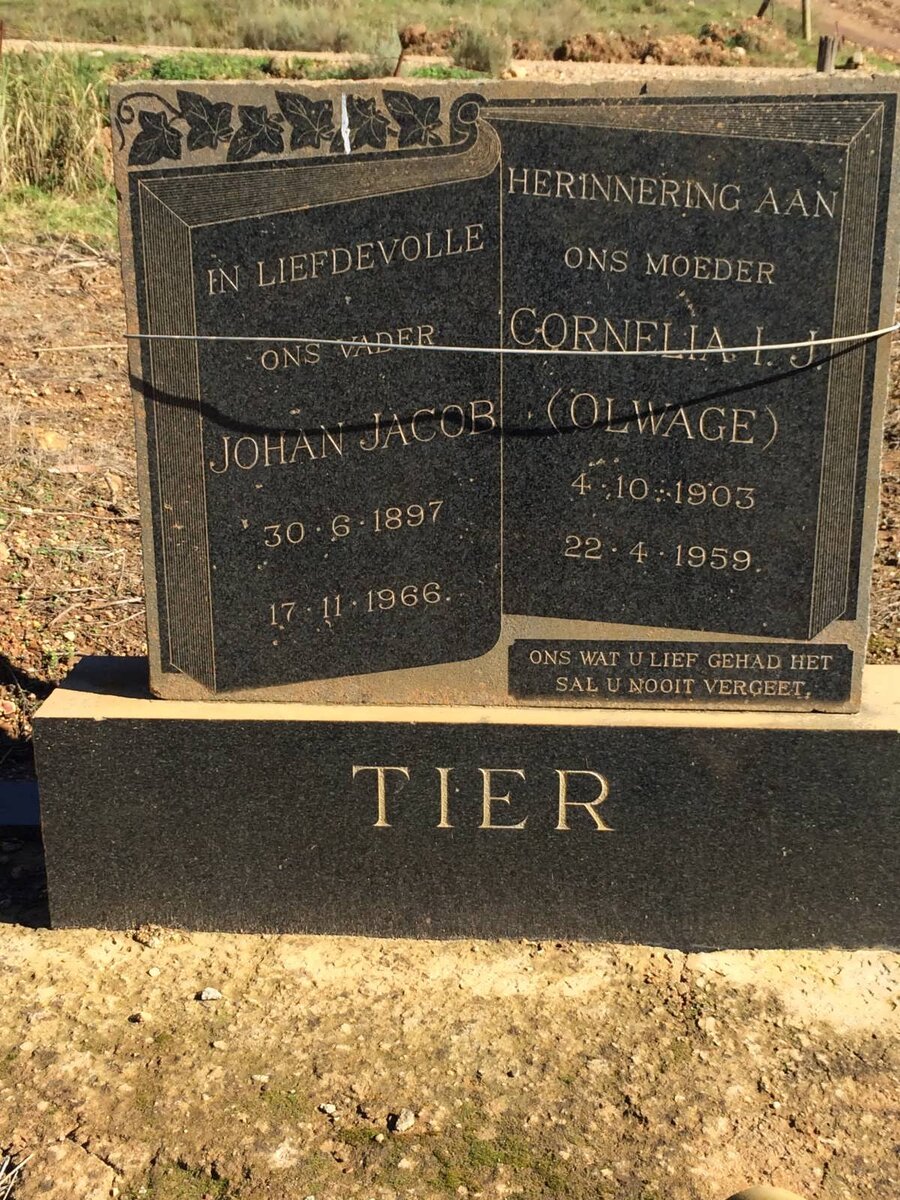 IN LIEFDEVOLLE
ONS VADER
JOHAN JACOB
30·6·1897
17·11·1966.
HERINNERING AAN
ONS MOEDER
CORNELIA I. J.
(OLWAGE)
4·10·1903
22·4·1959.
ONS WAT U LIEF GEHAD HET
SAL U NOOIT VERGEET.
TIER